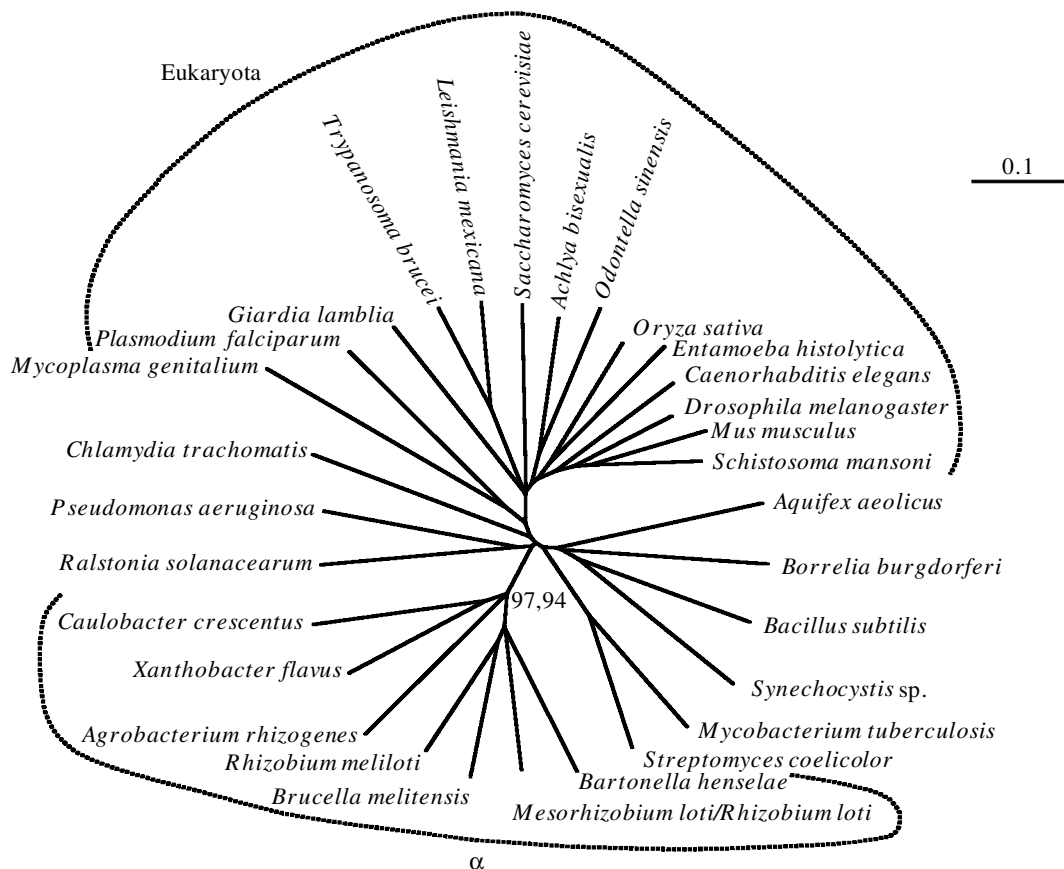 Eukaryota
Trypanosoma brucei
Leishmania mexicana
Saccharomyces cerevisiae
Achlya bisexualis
Odontella sinensis
0.1
Giardia lamblia
Plasmodium falciparum
Mycoplasma genitalium
Oryza sativa
Entamoeba histolytica
Caenorhabditis elegans
Drosophila melanogaster
Mus musculus
Schistosoma mansoni
Chlamydia trachomatis
Pseudomonas aeruginosa
Aquifex aeolicus
Ralstonia solanacearum
Borrelia burgdorferi
97,94
Caulobacter crescentus
Bacillus subtilis
Xanthobacter flavus
Synechocystis sp.
Agrobacterium rhizogenes
Mycobacterium tuberculosis
Rhizobium meliloti
Streptomyces coelicolor
Bartonella henselae
Brucella melitensis
Mesorhizobium loti/Rhizobium loti
α